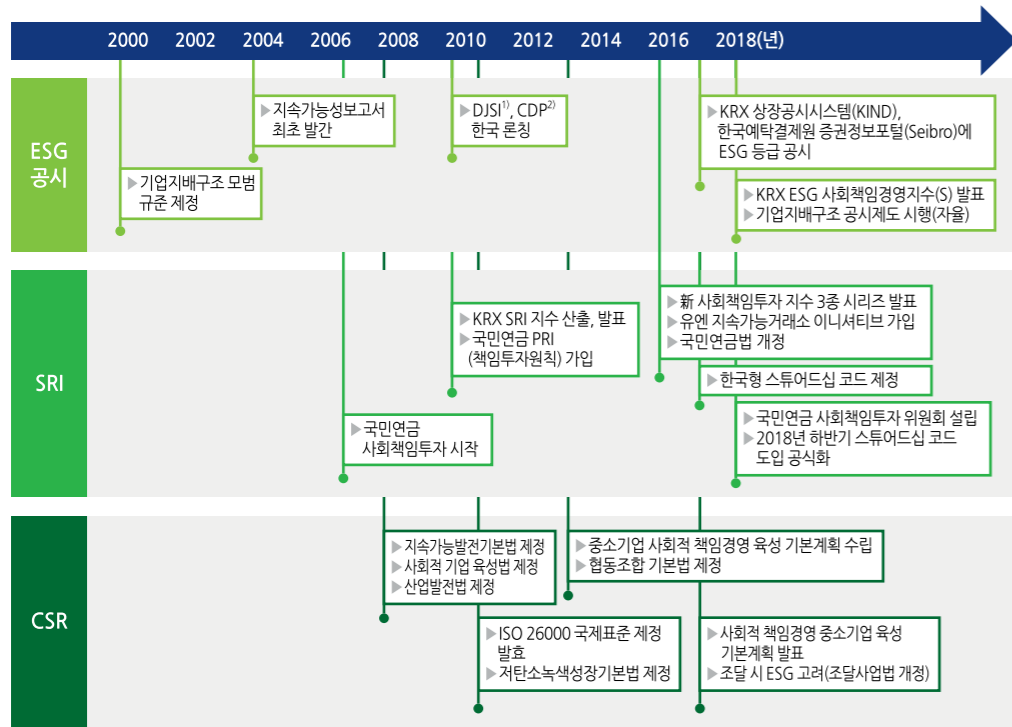 2000 2002 2004 2006 2008 2010 2012 2014 2016 2018(년)
ESG
공시
▶지속가능성보고서
최초 발간
▶DJSI1), CDP2)
한국 론칭
▶KRX 상장공시시스템(KIND),
한국예탁결제원 증권정보포털(Seibro)에
ESG 등급 공시
▶기업지배구조 모범
규준 제정
▶KRX ESG 사회책임경영지수(S) 발표
▶기업지배구조 공시제도 시행(자율)
SRI
▶新 사회책임투자 지수 3종 시리즈 발표
▶유엔 지속가능거래소 이니셔티브 가입
▶국민연금법 개정
▶KRX SRI 지수 산출, 발표
▶국민연금 PRI
(책임투자원칙) 가입
▶한국형 스튜어드십 코드 제정
▶국민연금
사회책임투자 시작
▶국민연금 사회책임투자 위원회 설립
▶2018년 하반기 스튜어드십 코드
도입 공식화
CSR
▶지속가능발전기본법 제정
▶사회적 기업 육성법 제정
▶산업발전법 제정
▶중소기업 사회적 책임경영 육성 기본계획 수립
▶협동조합 기본법 제정
▶ISO 26000 국제표준 제정
발효
▶저탄소녹색성장기본법 제정
▶사회적 책임경영 중소기업 육성
기본계획 발표
▶조달 시 ESG 고려(조달사업법 개정)